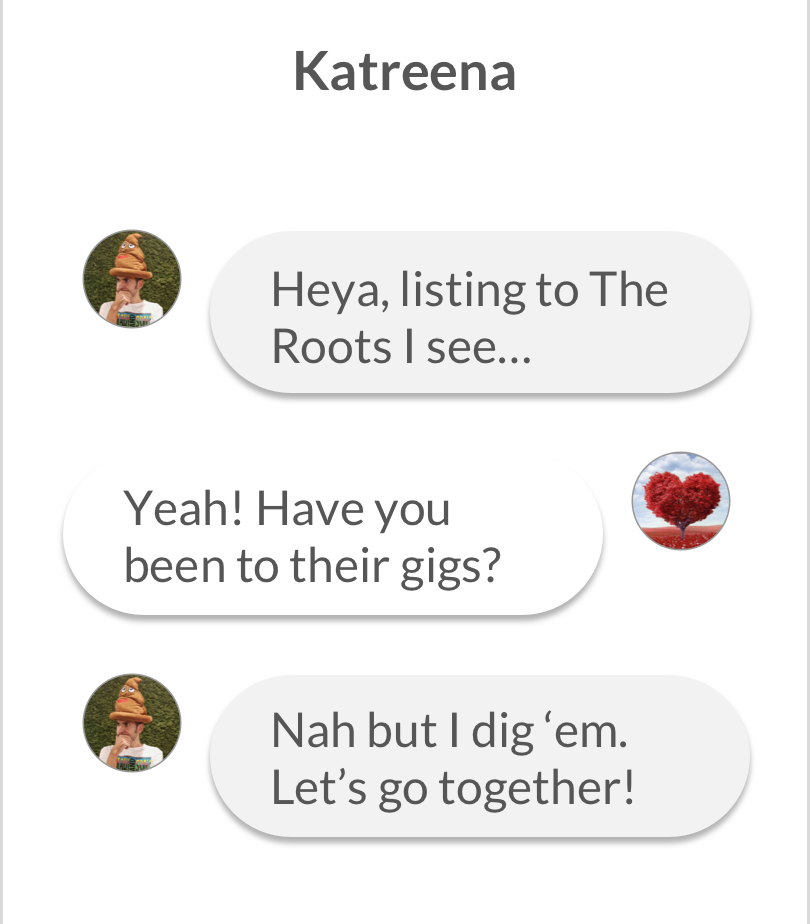 Katreena
Heya, listing to The
Roots I see...
Yeah! Have you
been to their gigs?
Nah but I dig ‘em.
Let’s go together!